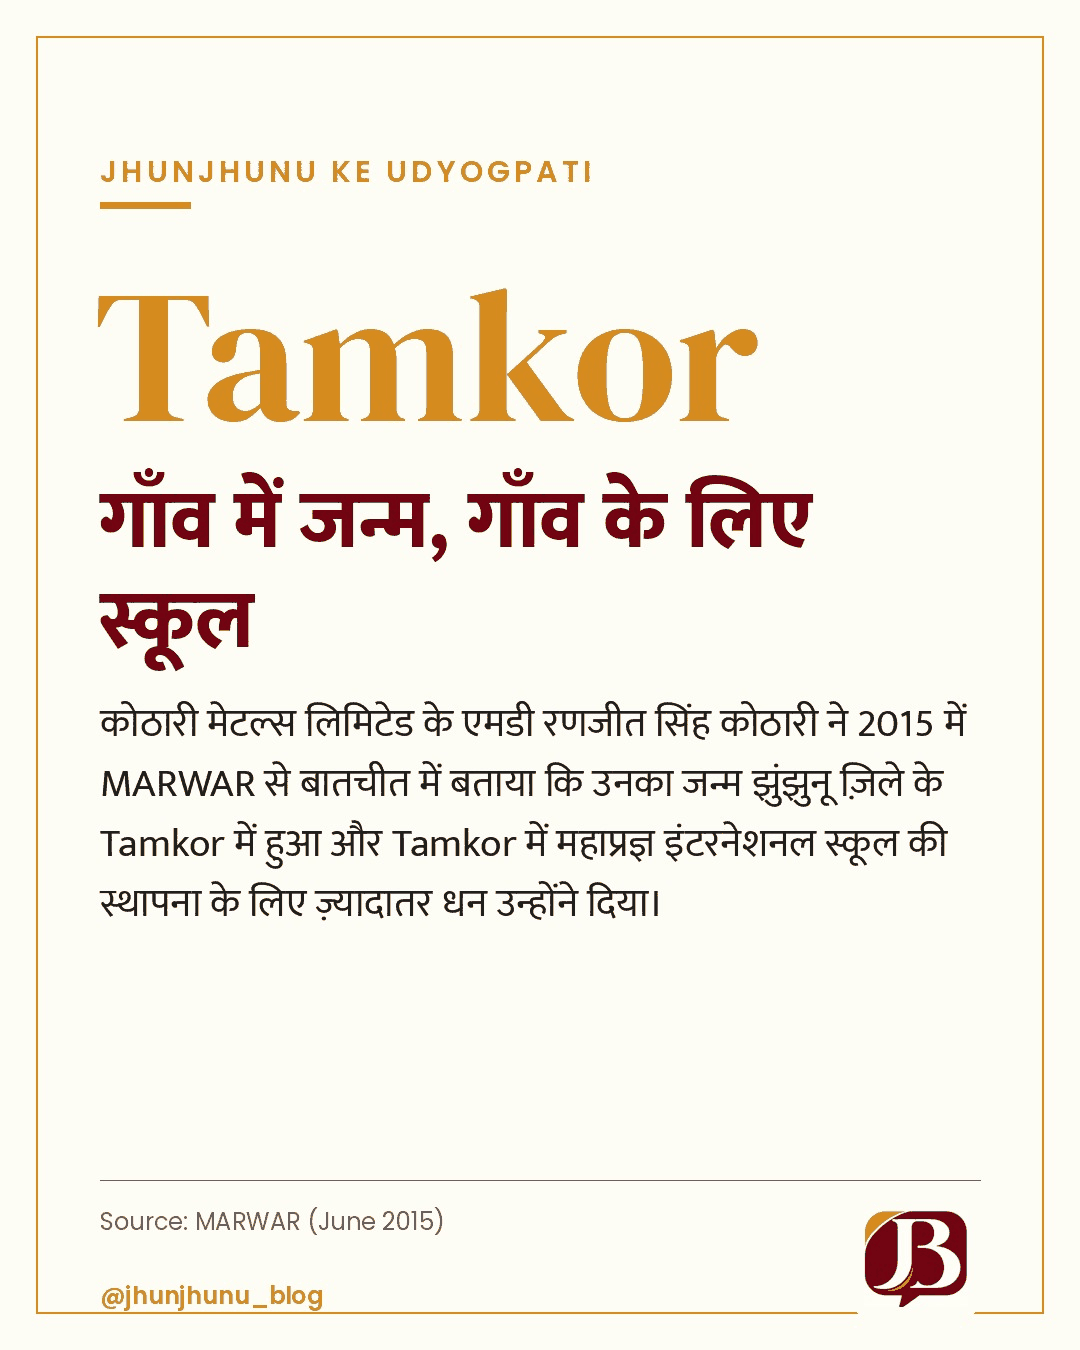 JHUNJHUNU KE UDYOGPATI
Tamkor
गाँव में जन्म, गाँव के लिए
स्कूल
कोठारी मेटल्स लिमिटेड के एमडी रणजीत सिंह कोठारी ने 2015 में
MARWAR से बातचीत में बताया कि उनका जन्म झुंझुनू ज़िले के
Tamkor में हुआ और Tamkor में महाप्रज्ञ इंटरनेशनल स्कूल की
स्थापना के लिए ज़्यादातर धन उन्होंने दिया।
Source: MARWAR (June 2015)
@jhunjhunu_blog
JB